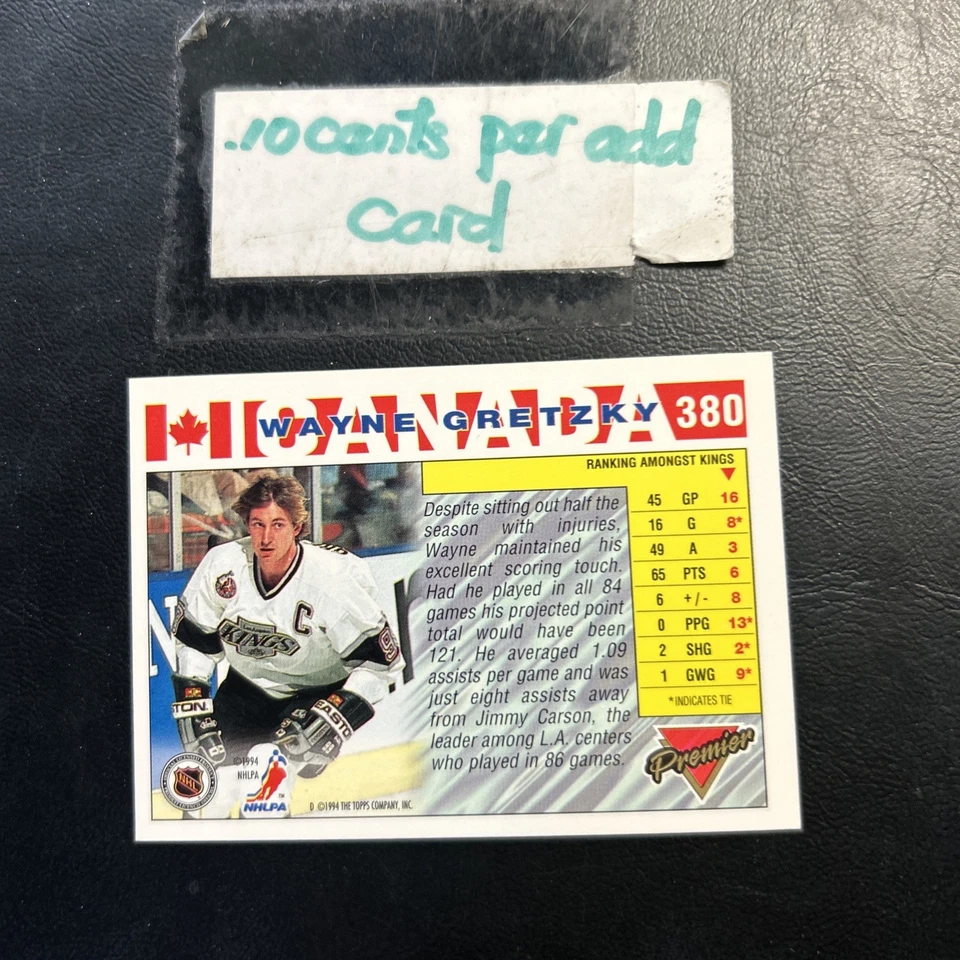 .10 cents per add
card
CANADA
WAYNE GRETZKY 380
RANKING AMONGST KINGS
Despite sitting out half the
season with injuries,
Wayne maintained his
excellent scoring touch.
Had he played in all 84
games his projected point
total would have been
121. He averaged 1.09
assists per game and was
just eight assists away
from Jimmy Carson, the
leader among L.A. centers
who played in 86 games.
45 GP 16
16 G 8*
49 A 3
65 PTS 6
6 +/- 8
0 PPG 13*
2 SHG 2*
1 GWG 9*
*INDICATES TIE
Premier
C
KINGS
9
TON.
EASTO
NHL
©1994
NHLPA
NHLPA
TM
D ©1994 THE TOPPS COMPANY, INC.